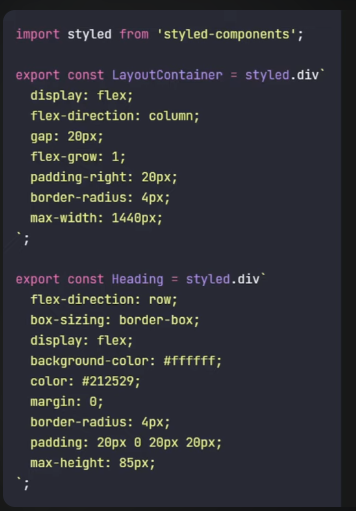 import styled from 'styled-components';

export const LayoutContainer = styled.div`
  display: flex;
  flex-direction: column;
  gap: 20px;
  flex-grow: 1;
  padding-right: 20px;
  border-radius: 4px;
  max-width: 1440px;
`;

export const Heading = styled.div`
  flex-direction: row;
  box-sizing: border-box;
  display: flex;
  background-color: #ffffff;
  color: #212529;
  margin: 0;
  border-radius: 4px;
  padding: 20px 0 20px 20px;
  max-height: 85px;
`;